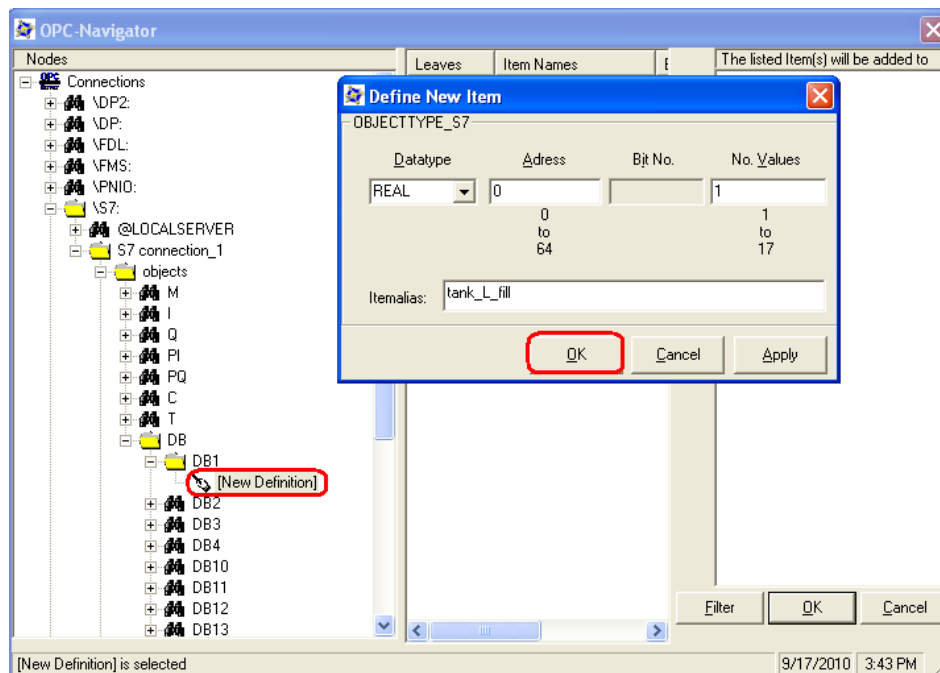 OPC-Navigator
Nodes
Leaves
Item Names
The listed Item(s) will be added to
Connections
\DP2:
\DP:
\FDL:
\FMS:
\PNIO:
\S7:
@LOCALSERVER
S7 connection_1
objects
M
I
Q
PI
PQ
C
T
DB
DB1
[New Definition]
DB2
DB3
DB4
DB10
DB11
DB12
DB13
Define New Item
OBJECTTYPE_S7
Datatype
Adress
Bit No.
No. Values
REAL
0
1
0
to
64
1
to
17
Itemalias:
tank_L_fill
OK
Cancel
Apply
Filter
OK
Cancel
[New Definition] is selected
9/17/2010
3:43 PM